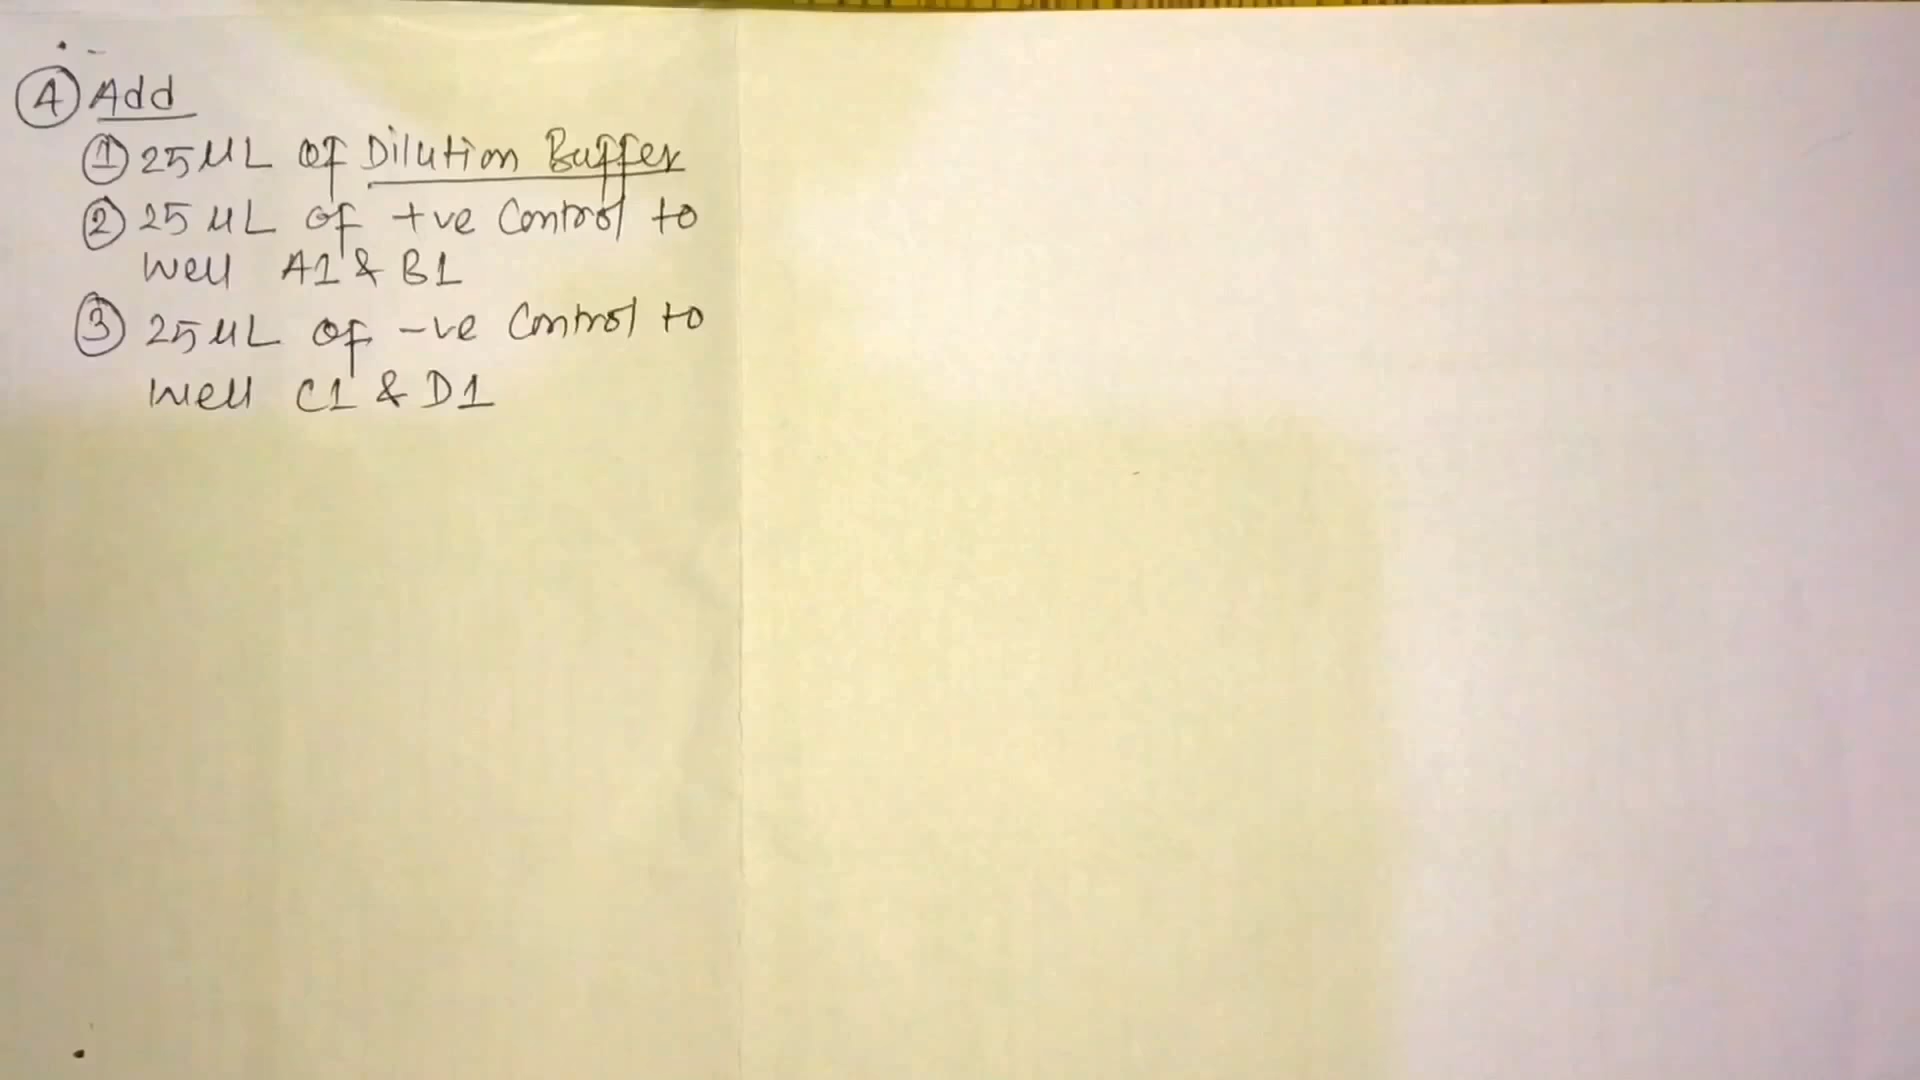 ④ Add
① 25 μL of Dilution Buffer
② 25 μL of +ve Control to
Well A1 & B1
③ 25 μL of -ve Control to
Well C1 & D1